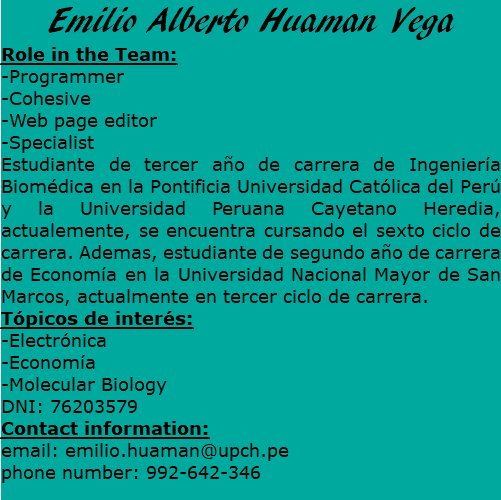 Emilio Alberto Huaman Vega
Role in the Team:
-Programmer
-Cohesive
-Web page editor
-Specialist
Estudiante de tercer año de carrera de Ingeniería
Biomédica en la Pontificia Universidad Católica del Perú
y la Universidad Peruana Cayetano Heredia,
actualemente, se encuentra cursando el sexto ciclo de
carrera. Ademas, estudiante de segundo año de carrera
de Economía en la Universidad Nacional Mayor de San
Marcos, actualmente en tercer ciclo de carrera.
Tópicos de interés:
-Electrónica
-Economía
-Molecular Biology
DNI: 76203579
Contact information:
email: emilio.huaman@upch.pe
phone number: 992-642-346